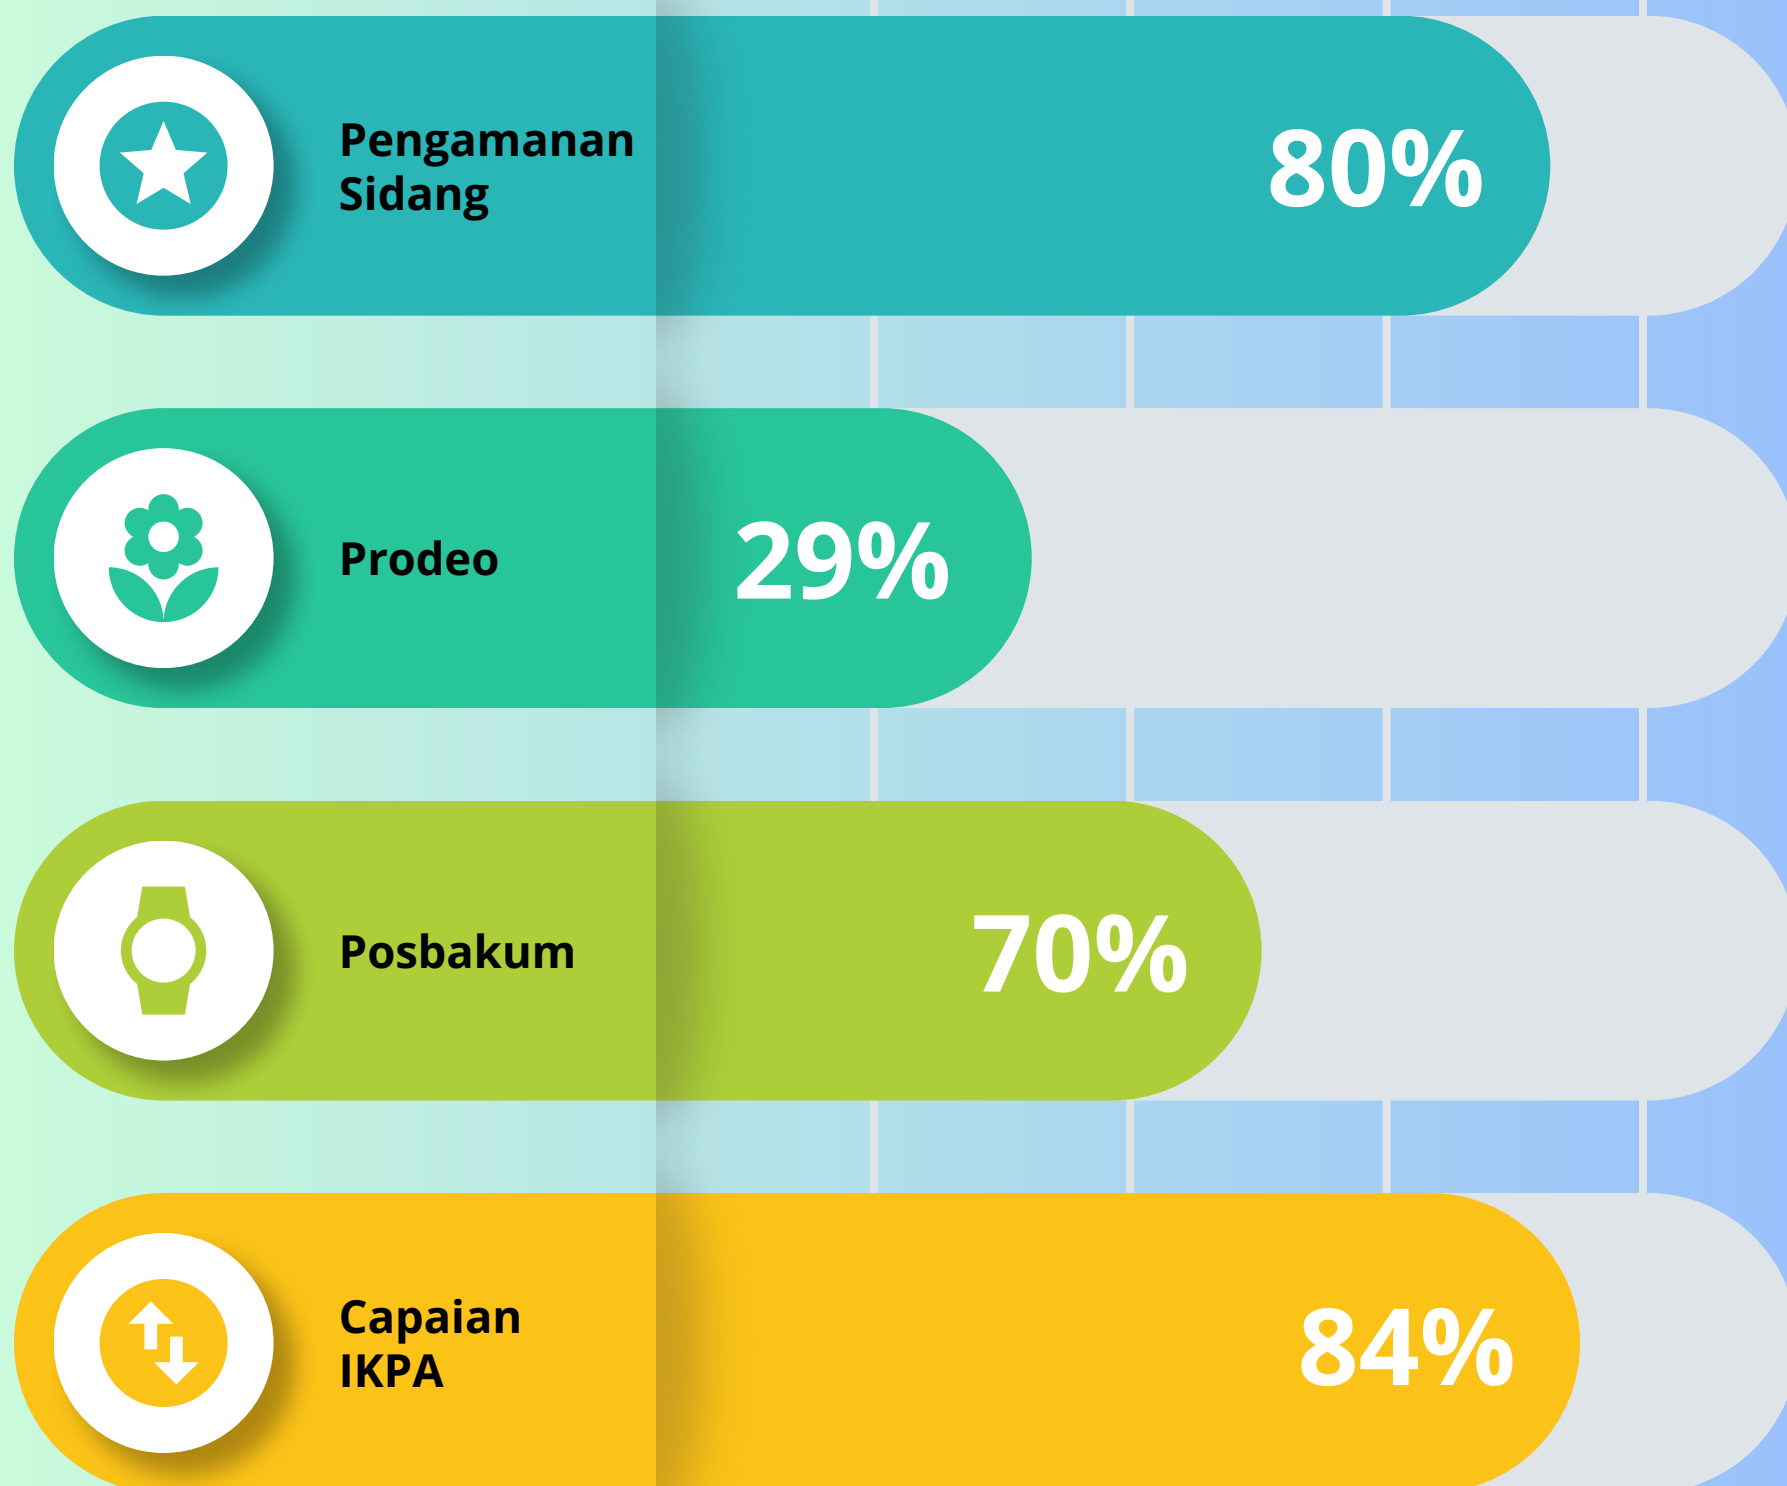 Pengamanan
Sidang
80%
Prodeo
29%
Posbakum
70%
Capaian
IKPA
84%